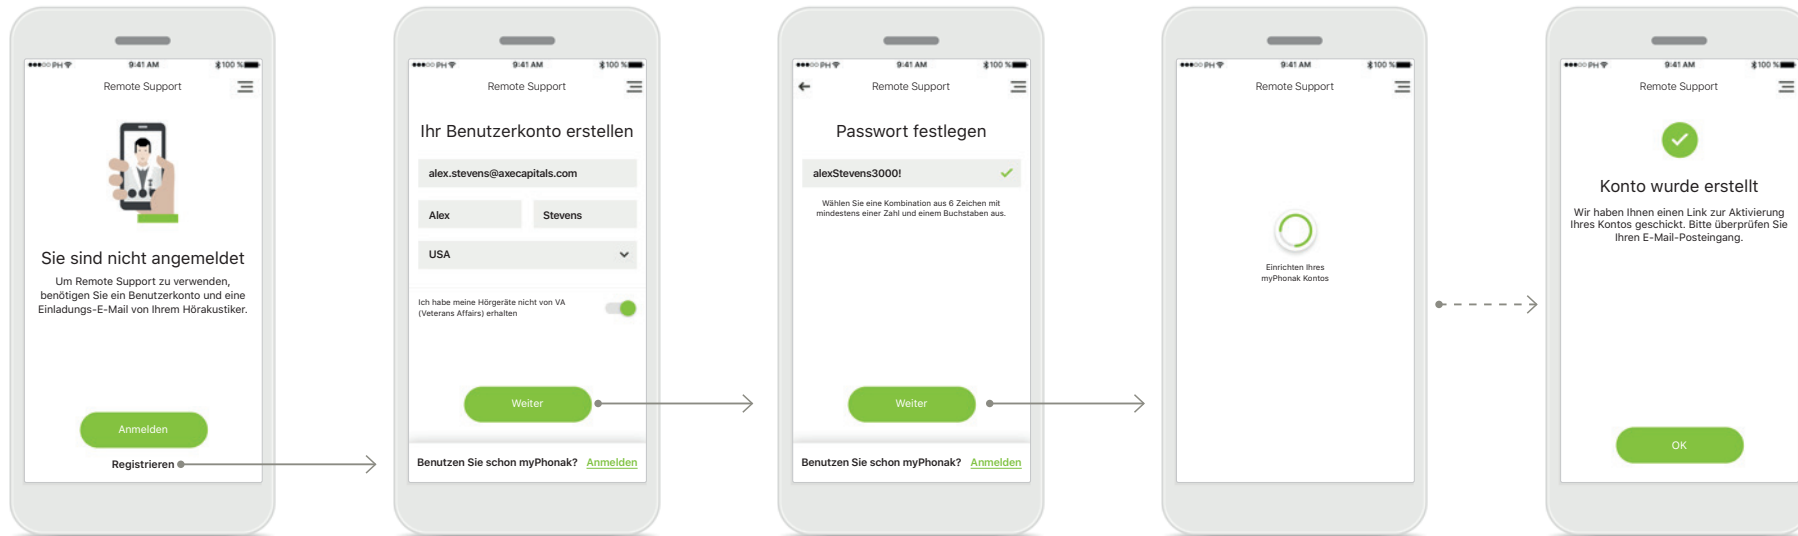 PH 9:41 AM 100 %
Remote Support
Sie sind nicht angemeldet
Um Remote Support zu verwenden,
benötigen Sie ein Benutzerkonto und eine
Einladungs-E-Mail von Ihrem Hörakustiker.
Anmelden
Registrieren
PH 9:41 AM 100 %
Remote Support
Ihr Benutzerkonto erstellen
alex.stevens@axecapitals.com
Alex Stevens
USA
Ich habe meine Hörgeräte nicht von VA
(Veterans Affairs) erhalten
Weiter
Benutzen Sie schon myPhonak? Anmelden
PH 9:41 AM 100 %
Remote Support
Passwort festlegen
alexStevens3000!
Wählen Sie eine Kombination aus 6 Zeichen mit
mindestens einer Zahl und einem Buchstaben aus.
Weiter
Benutzen Sie schon myPhonak? Anmelden
PH 9:41 AM 100 %
Remote Support
Einrichten Ihres
myPhonak Kontos
PH 9:41 AM 100 %
Remote Support
Konto wurde erstellt
Wir haben Ihnen einen Link zur Aktivierung
Ihres Kontos geschickt. Bitte überprüfen Sie
Ihren E-Mail-Posteingang.
OK